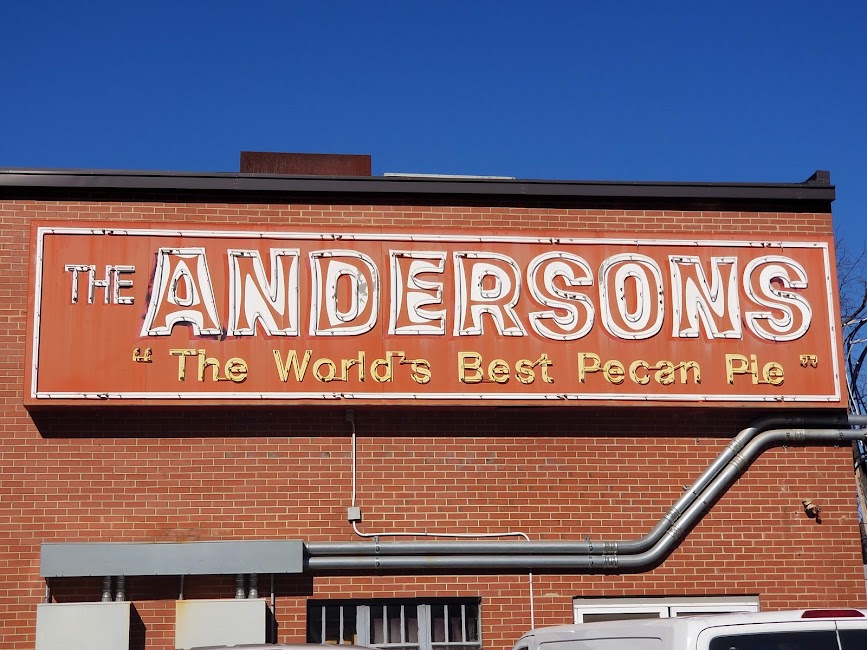 THE ANDERSONS
"The World's Best Pecan Pie"